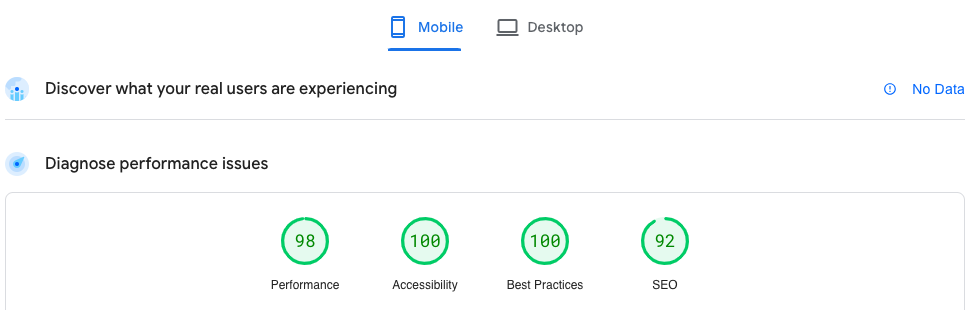 Mobile Desktop
Discover what your real users are experiencing No Data
Diagnose performance issues
98 100 100 92
Performance Accessibility Best Practices SEO